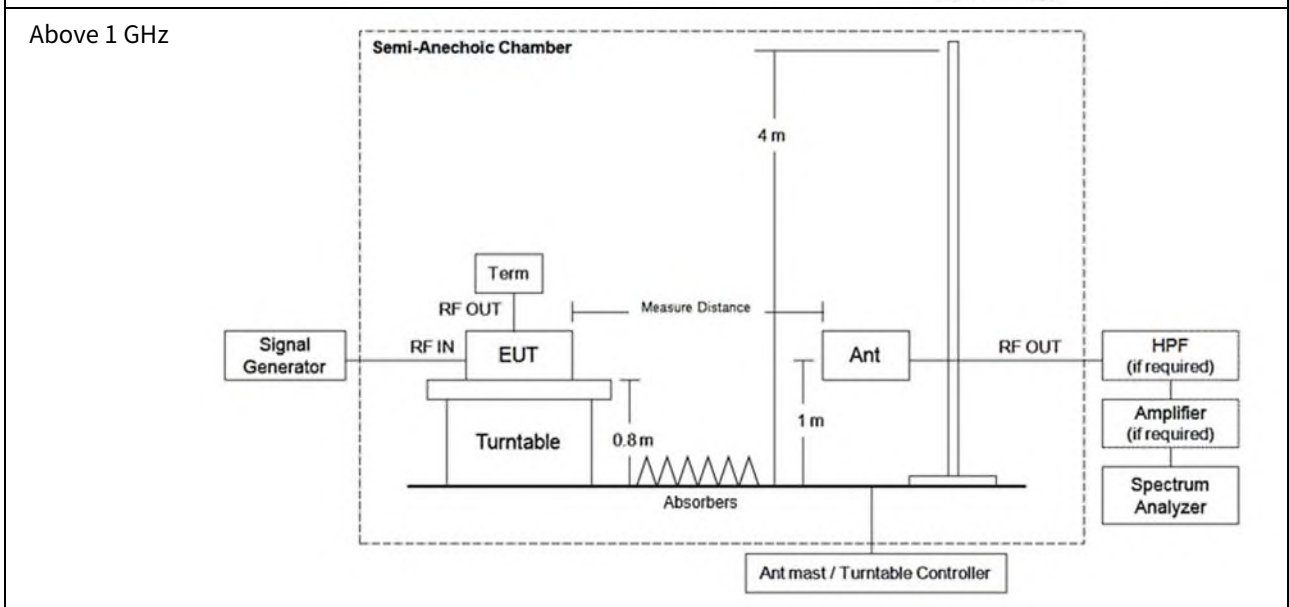 Above 1 GHz
Semi-Anechoic Chamber
4 m
Term
RF OUT
Measure Distance
Signal
Generator
RF IN
EUT
Ant
RF OUT
HPF
(if required)
1 m
Amplifier
(if required)
Turntable
0.8 m
Spectrum
Analyzer
Absorbers
Ant mast / Turntable Controller